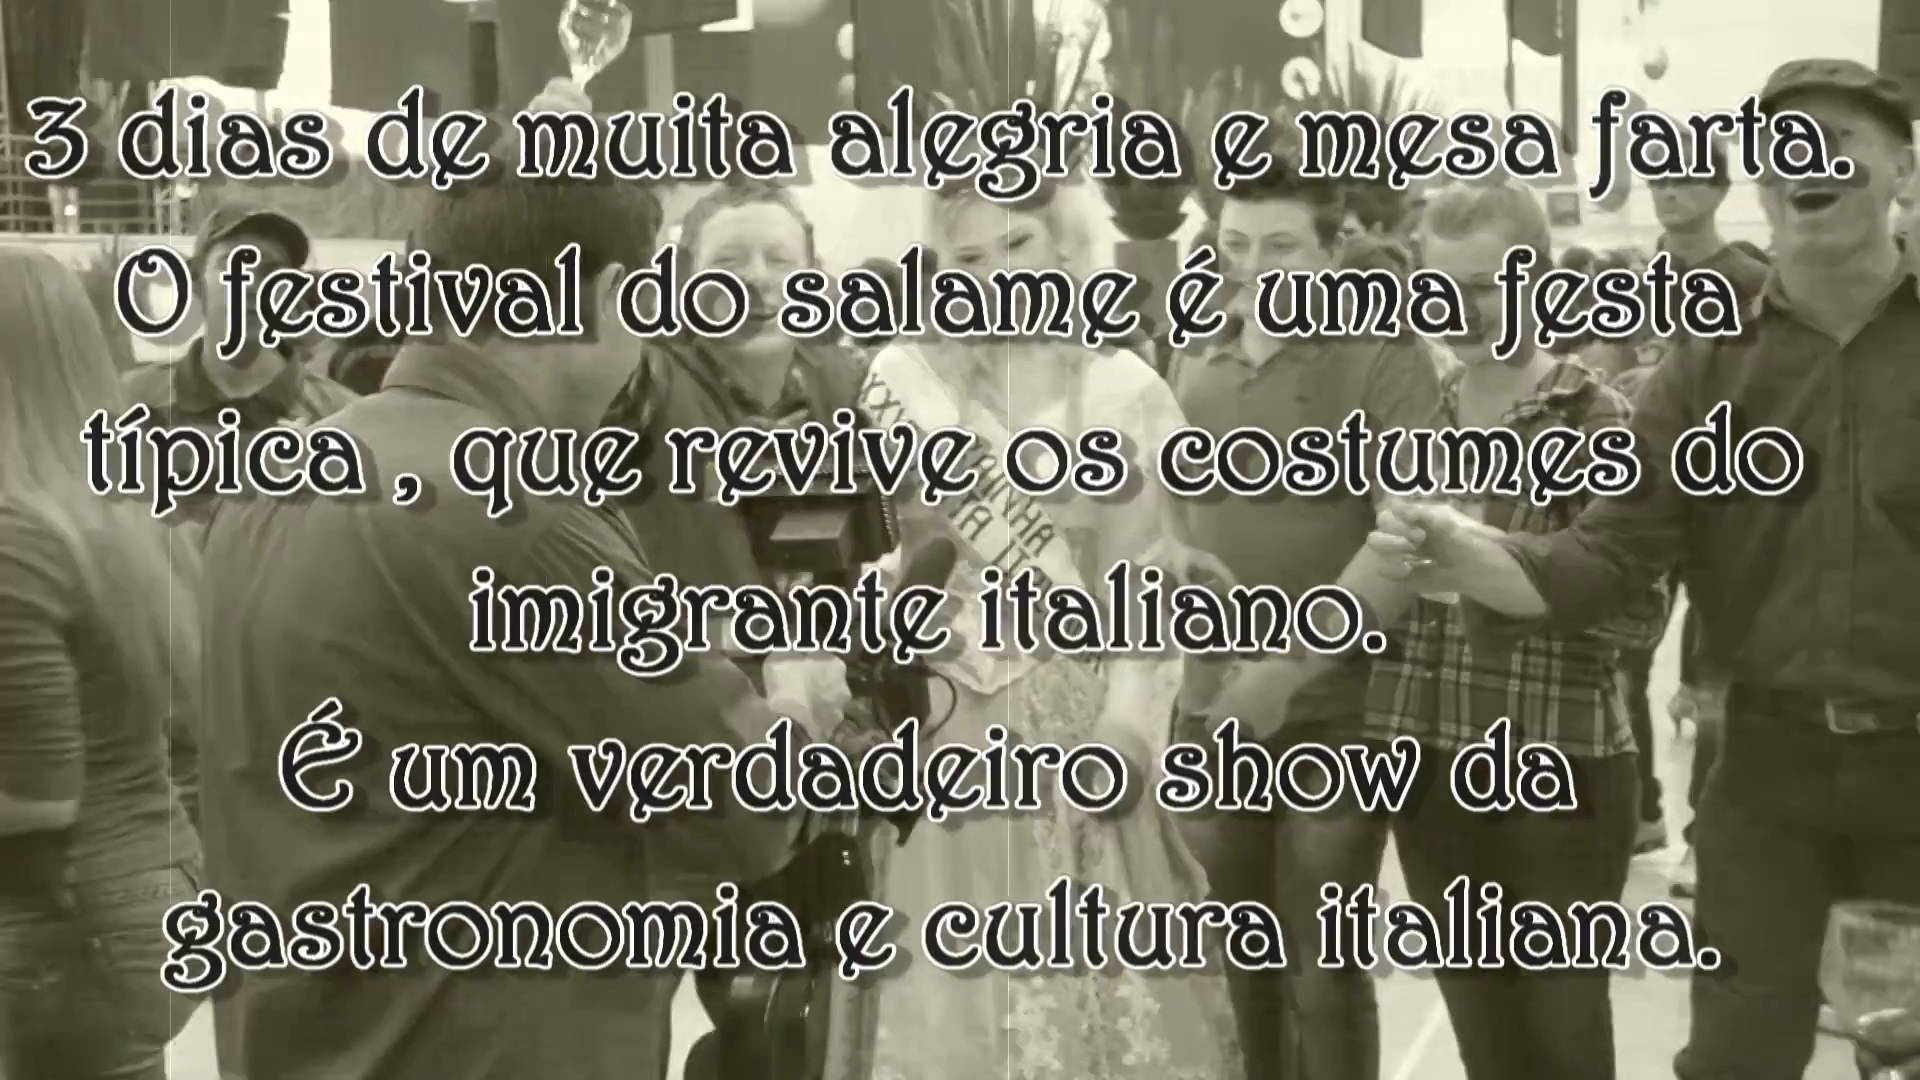 3 dias de muita alegria e mesa farta.
O festival do salame é uma festa
típica , que revive os costumes do
imigrante italiano.
É um verdadeiro show da
gastronomia e cultura italiana.